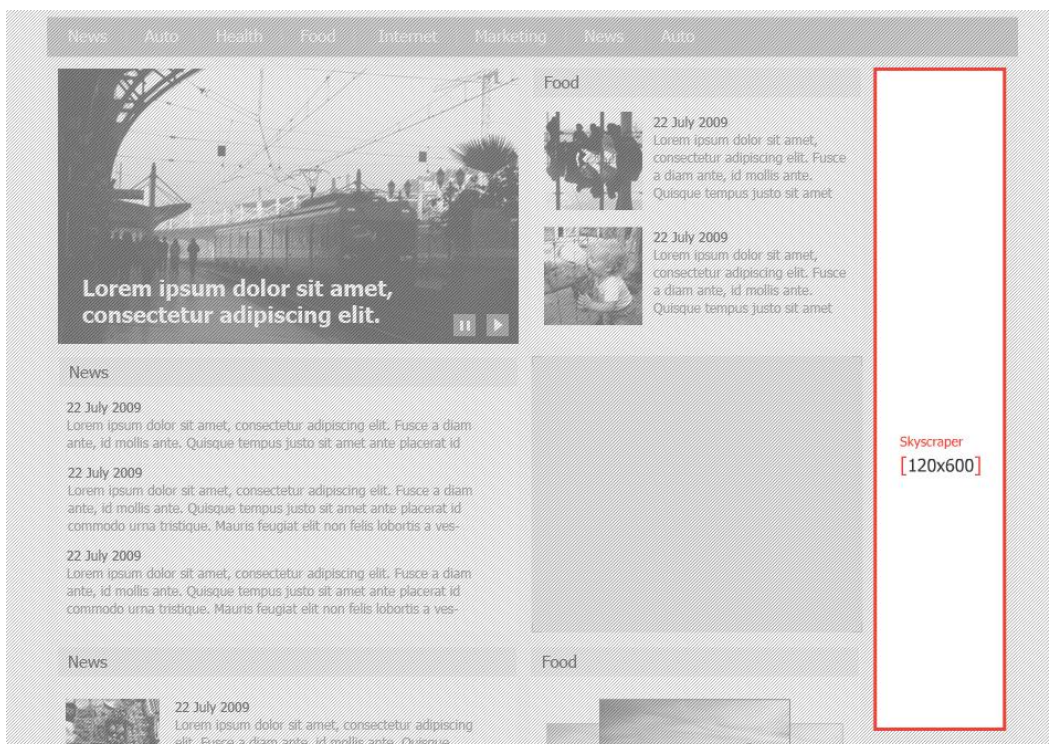 News Auto Health Food Internet Marketing News Auto
Lorem ipsum dolor sit amet,
consectetur adipiscing elit.
Food
22 July 2009
Lorem ipsum dolor sit amet,
consectetur adipiscing elit. Fusce
a diam ante, id mollis ante.
Quisque tempus justo sit amet
22 July 2009
Lorem ipsum dolor sit amet,
consectetur adipiscing elit. Fusce
a diam ante, id mollis ante.
Quisque tempus justo sit amet
News
22 July 2009
Lorem ipsum dolor sit amet, consectetur adipiscing elit. Fusce a diam
ante, id mollis ante. Quisque tempus justo sit amet ante placerat id
22 July 2009
Lorem ipsum dolor sit amet, consectetur adipiscing elit. Fusce a diam
ante, id mollis ante. Quisque tempus justo sit amet ante placerat id
commodo urna tristique. Mauris feugiat elit non felis lobortis a ves-
22 July 2009
Lorem ipsum dolor sit amet, consectetur adipiscing elit. Fusce a diam
ante, id mollis ante. Quisque tempus justo sit amet ante placerat id
commodo urna tristique. Mauris feugiat elit non felis lobortis a ves-
Skyscraper
[120x600]
News
22 July 2009
Lorem ipsum dolor sit amet, consectetur adipiscing
elit. Fusce a diam ante, id mollis ante. Quisque
Food